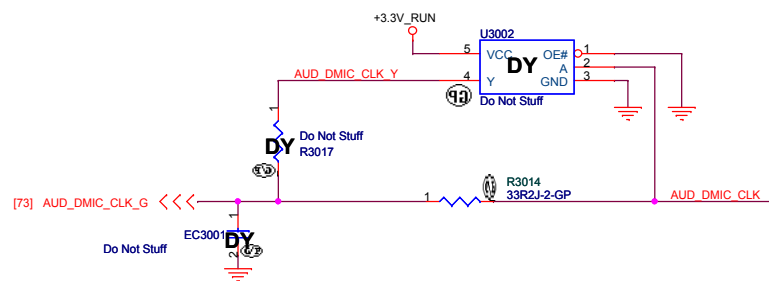 +3.3V_RUN
U3002
5 VCC OE# 1
DY
A 2
AUD_DMIC_CLK_Y 4 Y GND 3
GP
Do Not Stuff
1
Do Not Stuff
DY
R3017
R3014
[73] AUD_DMIC_CLK_G
1
33R2J-2-GP
AUD_DMIC_CLK
1
EC3001
DY
Do Not Stuff
2